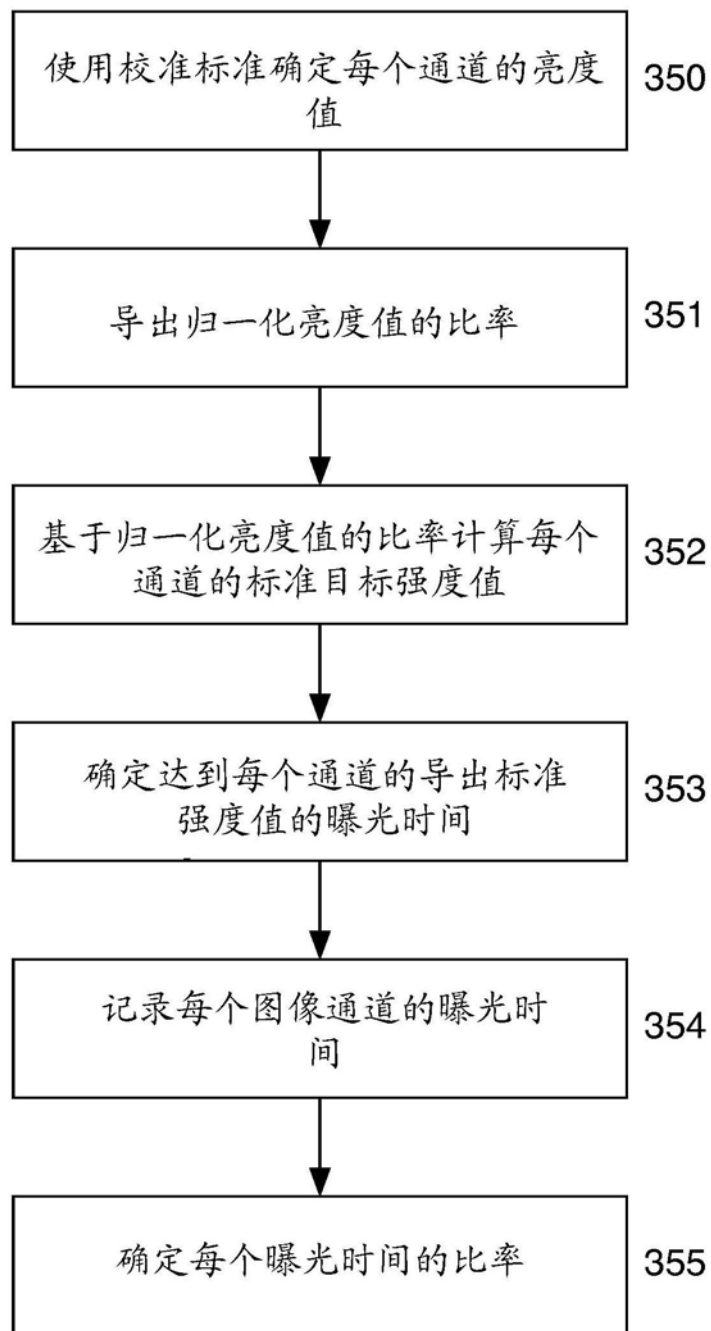 使用校准标准确定每个通道的亮度
值
350
导出归一化亮度值的比率
351
基于归一化亮度值的比率计算每个
通道的标准目标强度值
352
确定达到每个通道的导出标准
强度值的曝光时间
353
记录每个图像通道的曝光时
间
354
确定每个曝光时间的比率
355